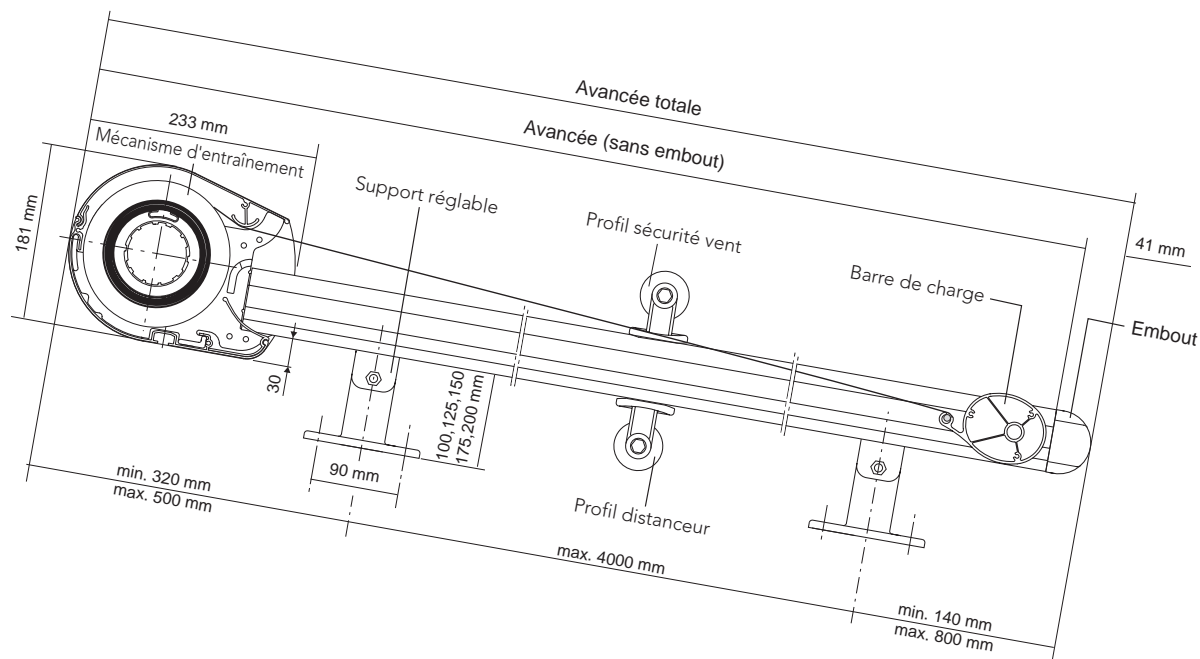 Avancée totale
Avancée (sans embout)
233 mm
Mécanisme d'entraînement
Support réglable
Profil sécurité vent
181 mm
41 mm
Barre de charge
Embout
30
100,125,150
175,200 mm
90 mm
min. 320 mm
max. 500 mm
Profil distanceur
max. 4000 mm
min. 140 mm
max. 800 mm